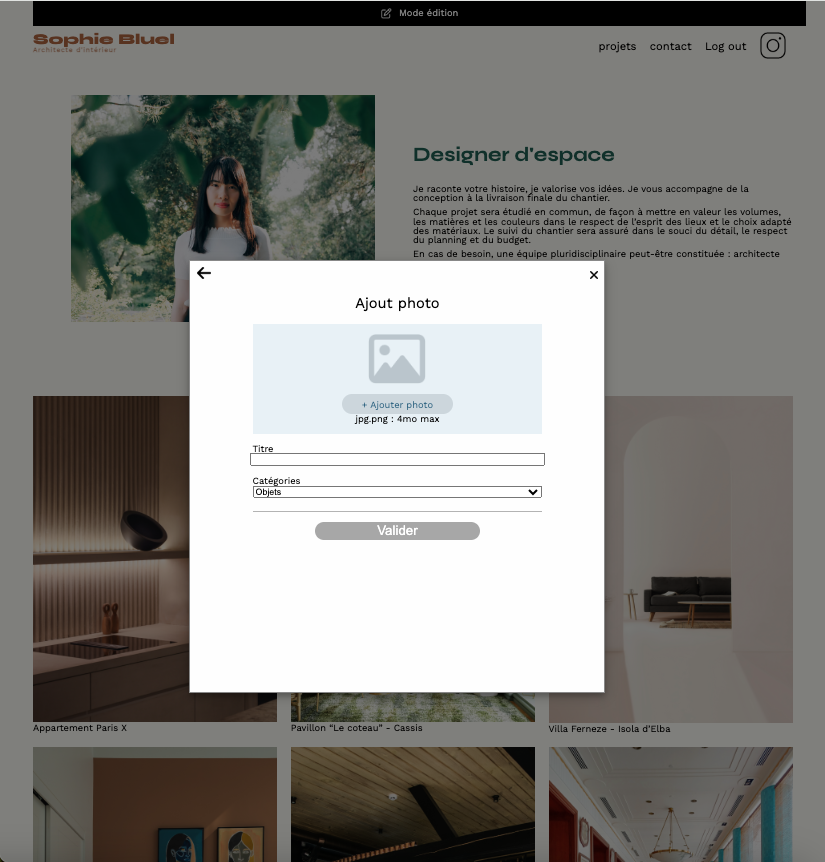 Mode édition
Sophie Bluel
Architecte d'intérieur
projets
contact
Log out
Designer d'espace
Je raconte votre histoire, je valorise vos idées. Je vous accompagne de la
conception à la livraison finale du chantier.
Chaque projet sera étudié en commun, de façon à mettre en valeur les volumes,
les matières et les couleurs dans le respect de l'esprit des lieux et le choix adapté
des matériaux. Le suivi du chantier sera assuré dans le souci du détail, le respect
du planning et du budget.
En cas de besoin, une équipe pluridisciplinaire peut-être constituée : architecte
Ajout photo
+ Ajouter photo
jpg.png : 4mo max
Titre
Catégories
Objets
Valider
Appartement Paris X
Pavillon “Le coteau” - Cassis
Villa Ferneze - Isola d’Elba